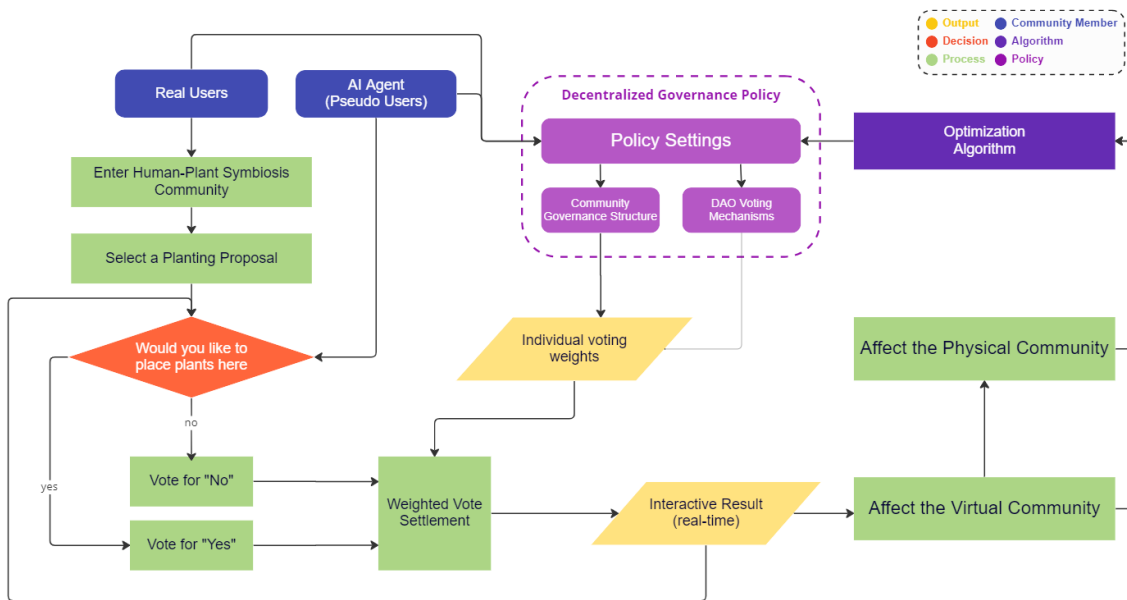 Output
Community Member
Decision
Algorithm
Process
Policy
Real Users
AI Agent
(Pseudo Users)
Decentralized Governance Policy
Policy Settings
Optimization
Algorithm
Enter Human-Plant Symbiosis
Community
Community
Governance Structure
DAO Voting
Mechanisms
Select a Planting Proposal
Would you like to
place plants here
Individual voting
weights
Affect the Physical Community
no
yes
Vote for "No"
Weighted Vote
Settlement
Interactive Result
(real-time)
Affect the Virtual Community
Vote for "Yes"